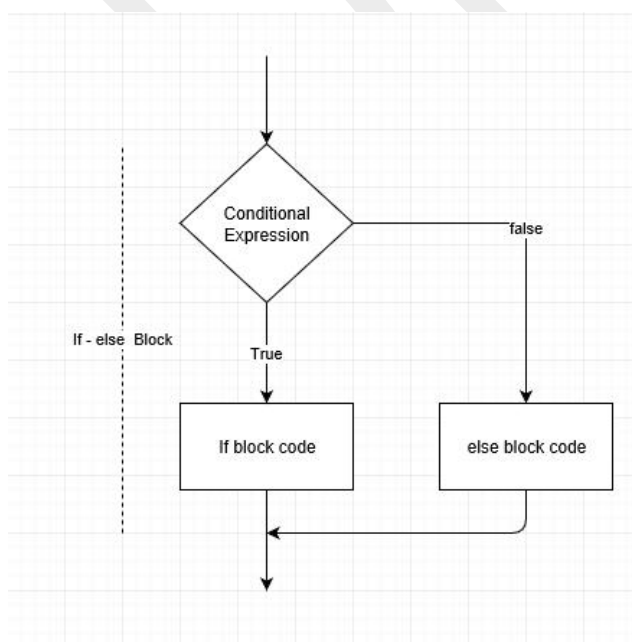 Conditional
Expression
false
If - else Block
True
If block code
else block code